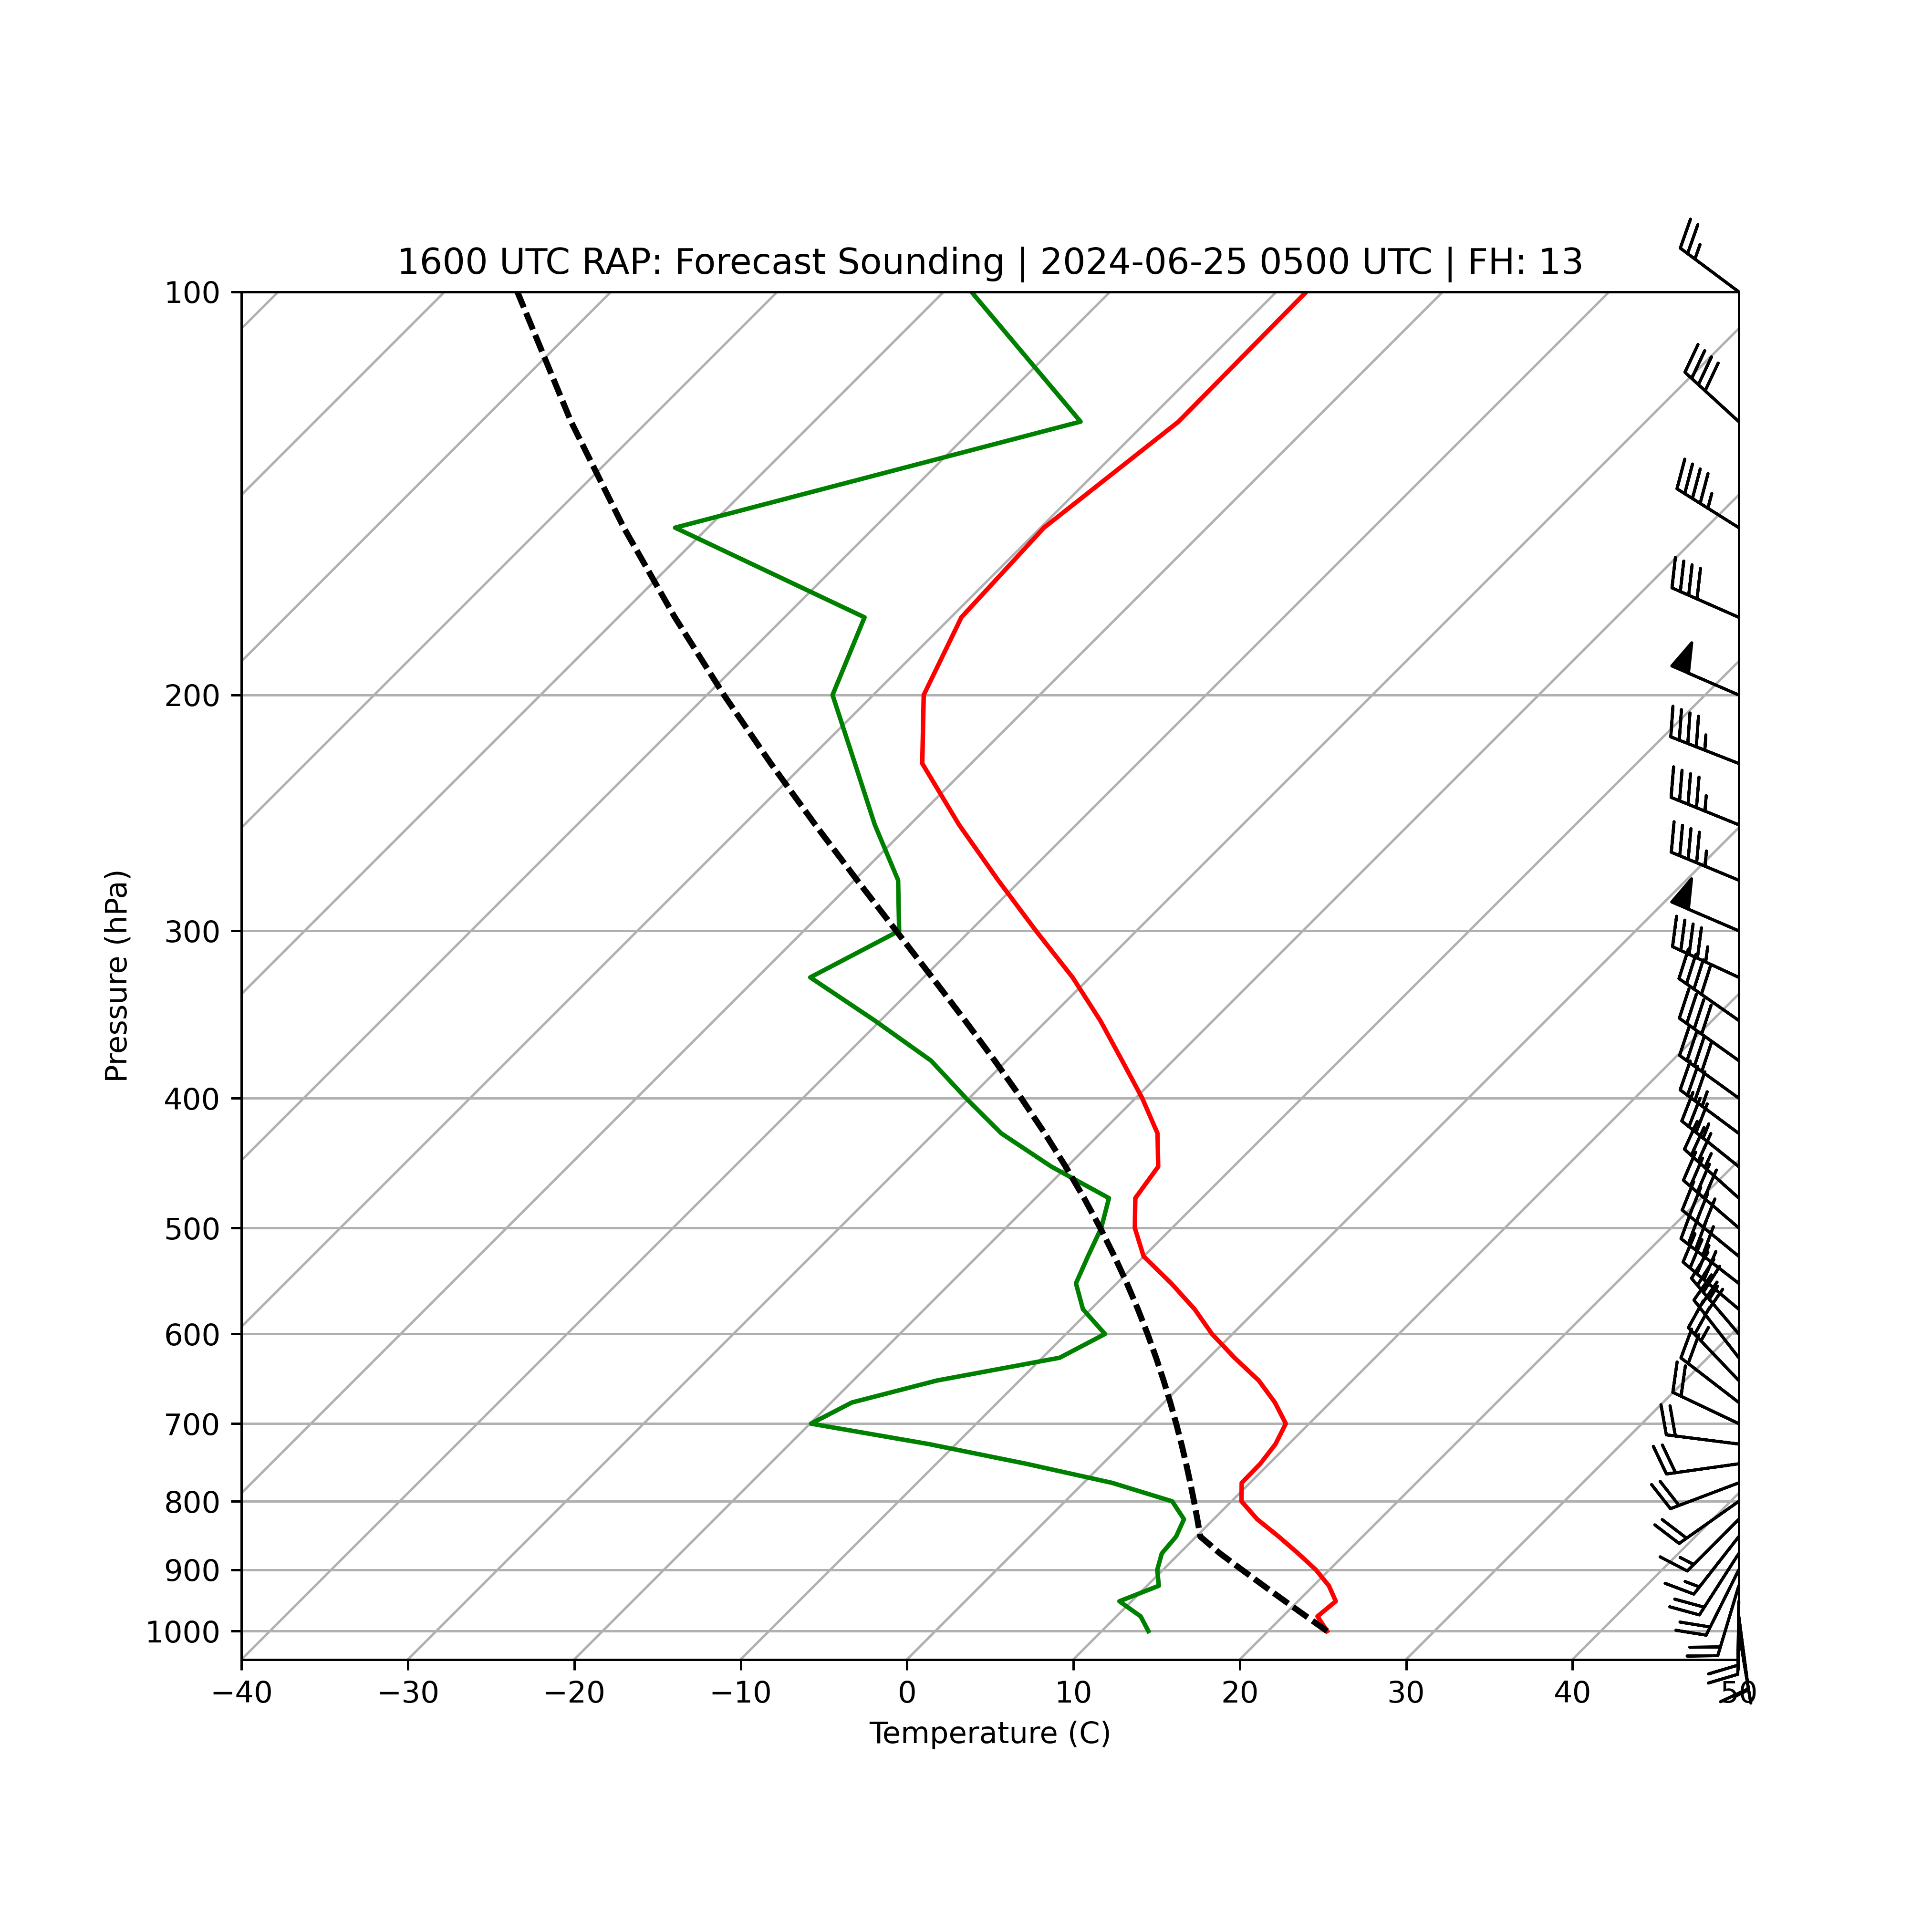 1600 UTC RAP: Forecast Sounding | 2024-06-25 0500 UTC | FH: 13
100
200
300
400
500
600
700
800
900
1000
Pressure (hPa)
−40 −30 −20 −10 0 10 20 30 40 50
Temperature (C)